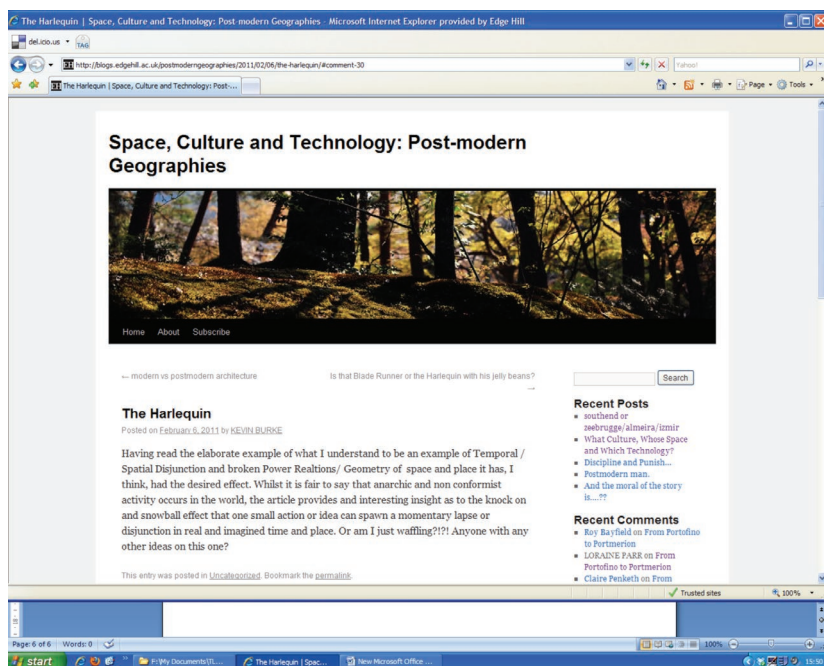 The Harlequin | Space, Culture and Technology: Post-modern Geographies - Microsoft Internet Explorer provided by Edge Hill
del.icio.us
TAG
http://blogs.edgehill.ac.uk/postmoderngeographies/2011/02/06/the-harlequin/#comment-30
Yahoo!
The Harlequin | Space, Culture and Technology: Post-...
Page
Tools
Space, Culture and Technology: Post-modern
Geographies
Home About Subscribe
← modern vs postmodern architecture
Is that Blade Runner or the Harlequin with his jelly beans?
→
Search
The Harlequin
Posted on February 6, 2011 by KEVIN BURKE
Having read the elaborate example of what I understand to be an example of Temporal /
Spatial Disjunction and broken Power Realtions/ Geometry of space and place it has, I
think, had the desired effect. Whilst it is fair to say that anarchic and non conformist
activity occurs in the world, the article provides and interesting insight as to the knock on
and snowball effect that one small action or idea can spawn a momentary lapse or
disjunction in real and imagined time and place. Or am I just waffling?!?! Anyone with any
other ideas on this one?
This entry was posted in Uncategorized. Bookmark the permalink.
Recent Posts
southend or
zeebrugge/almeira/izmir
What Culture, Whose Space
and Which Technology?
Discipline and Punish...
Postmodern man.
And the moral of the story
is....??
Recent Comments
Roy Bayfield on From Portofino
to Portmerion
LORAINE PARR on From
Portofino to Portmerion
Claire Penketh on From
Trusted sites
100%
Page: 6 of 6 Words: 0
100%
start
F:\My Documents\TL...
The Harlequin | Spac...
New Microsoft Office ...
15:50